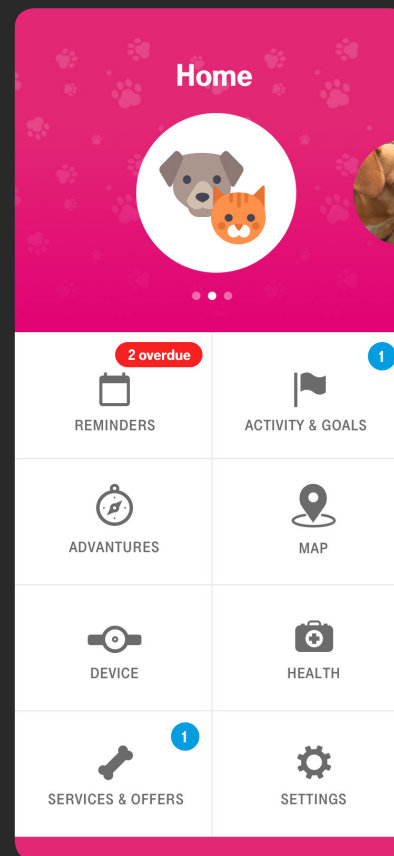 Home
2 overdue
1
REMINDERS
ACTIVITY & GOALS
ADVANTURES
MAP
DEVICE
HEALTH
1
SERVICES & OFFERS
SETTINGS